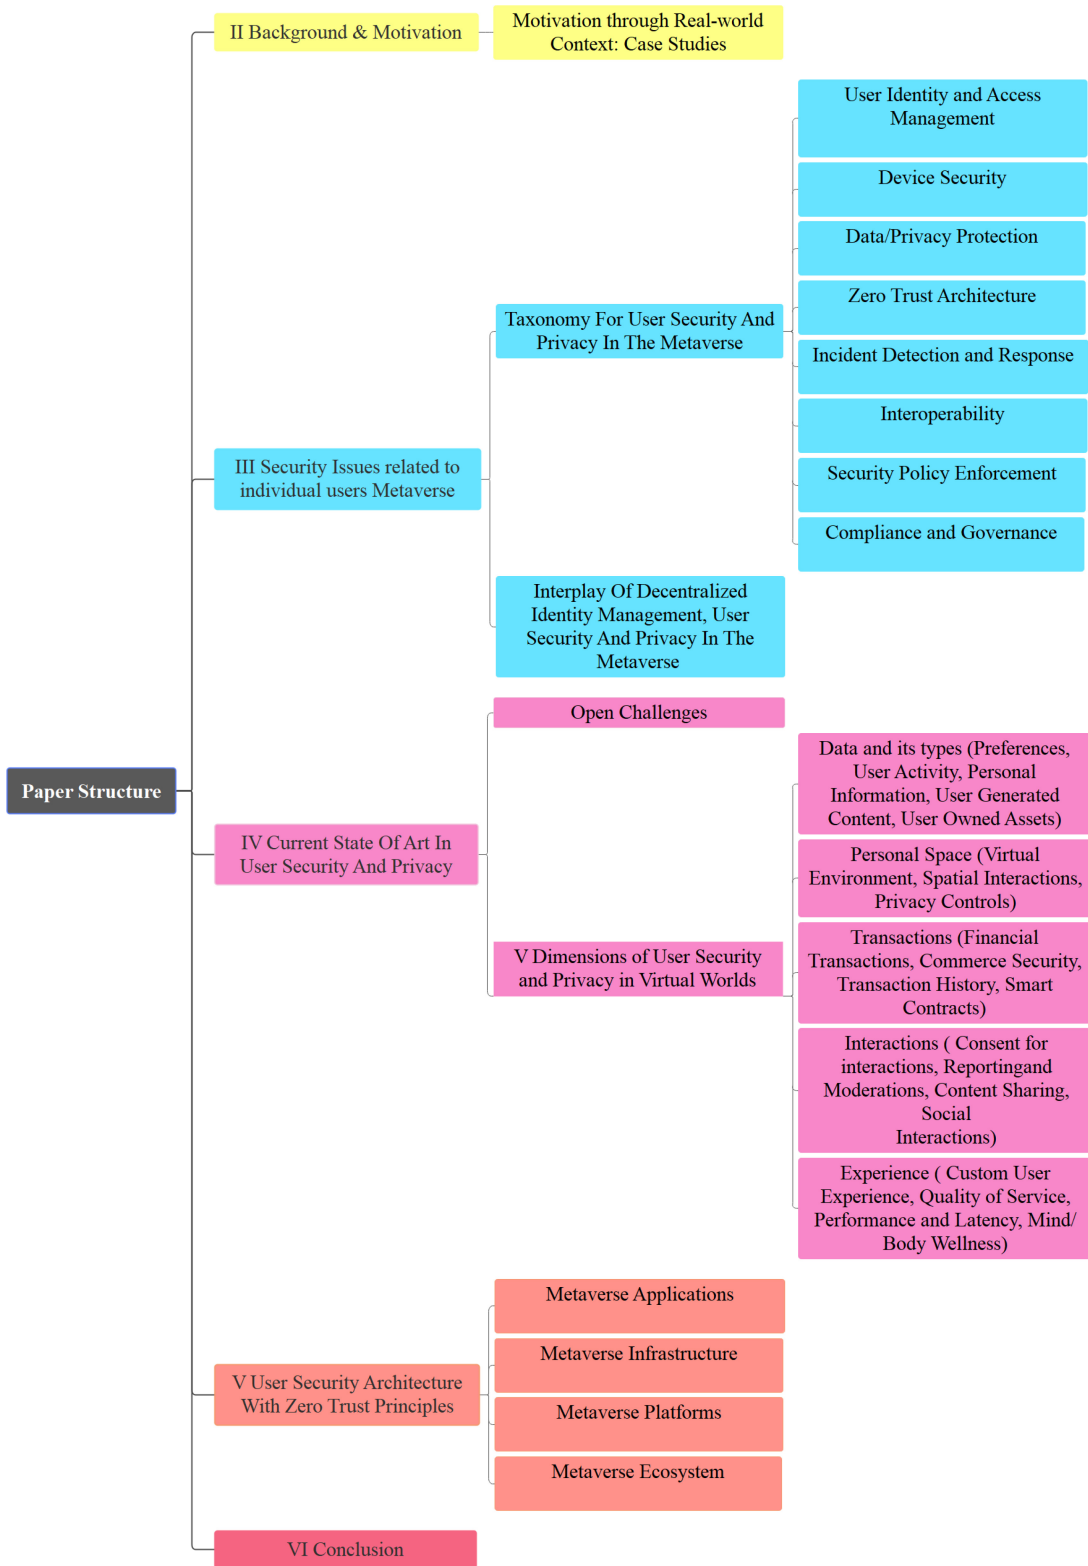 II Background & Motivation
Motivation through Real-world
Context: Case Studies
User Identity and Access
Management
Device Security
Data/Privacy Protection
Zero Trust Architecture
Taxonomy For User Security And
Privacy In The Metaverse
Incident Detection and Response
Interoperability
III Security Issues related to
individual users Metaverse
Security Policy Enforcement
Compliance and Governance
Interplay Of Decentralized
Identity Management, User
Security And Privacy In The
Metaverse
Open Challenges
Paper Structure
Data and its types (Preferences,
User Activity, Personal
Information, User Generated
Content, User Owned Assets)
IV Current State Of Art In
User Security And Privacy
Personal Space (Virtual
Environment, Spatial Interactions,
Privacy Controls)
V Dimensions of User Security
and Privacy in Virtual Worlds
Transactions (Financial
Transactions, Commerce Security,
Transaction History, Smart
Contracts)
Interactions ( Consent for
interactions, Reportingand
Moderations, Content Sharing,
Social
Interactions)
Experience ( Custom User
Experience, Quality of Service,
Performance and Latency, Mind/
Body Wellness)
Metaverse Applications
Metaverse Infrastructure
V User Security Architecture
With Zero Trust Principles
Metaverse Platforms
Metaverse Ecosystem
VI Conclusion